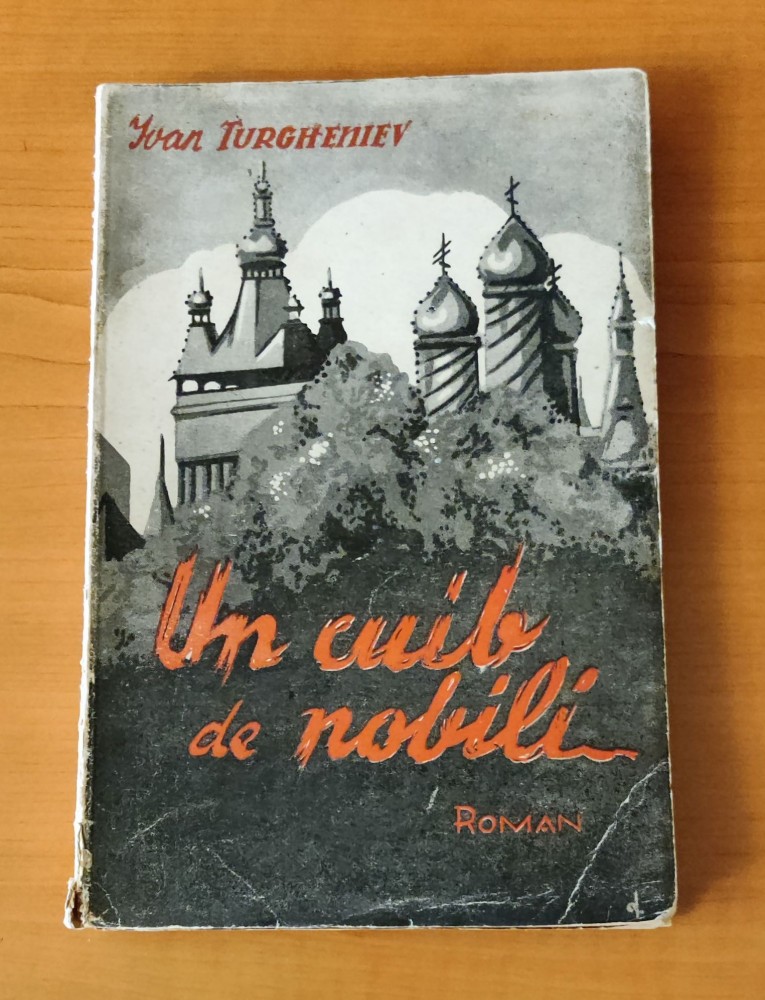 Ivan TURGHENIEV
Un cuib
de nobili
ROMAN